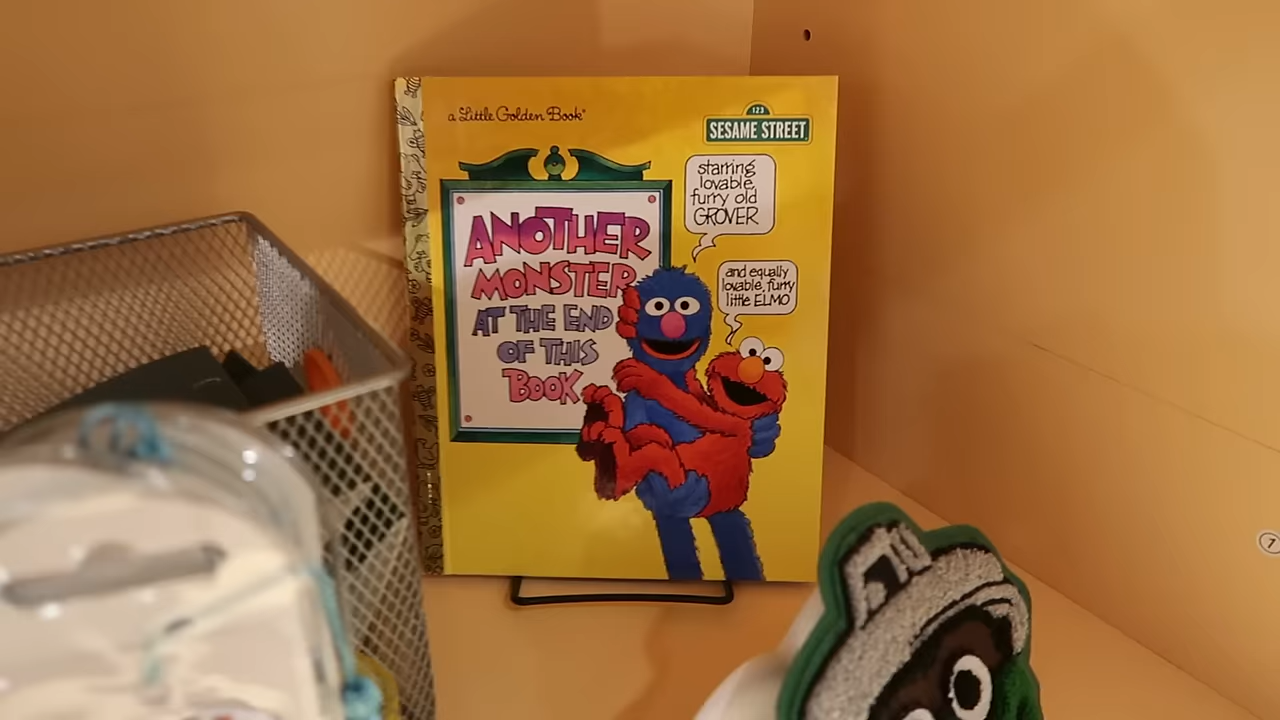 a Little Golden Book®
123
SESAME STREET
starring
lovable,
furry old
GROVER
ANOTHER
MONSTER
AT THE END
OF THIS
BOOK
and equally
lovable, furry
little ELMO